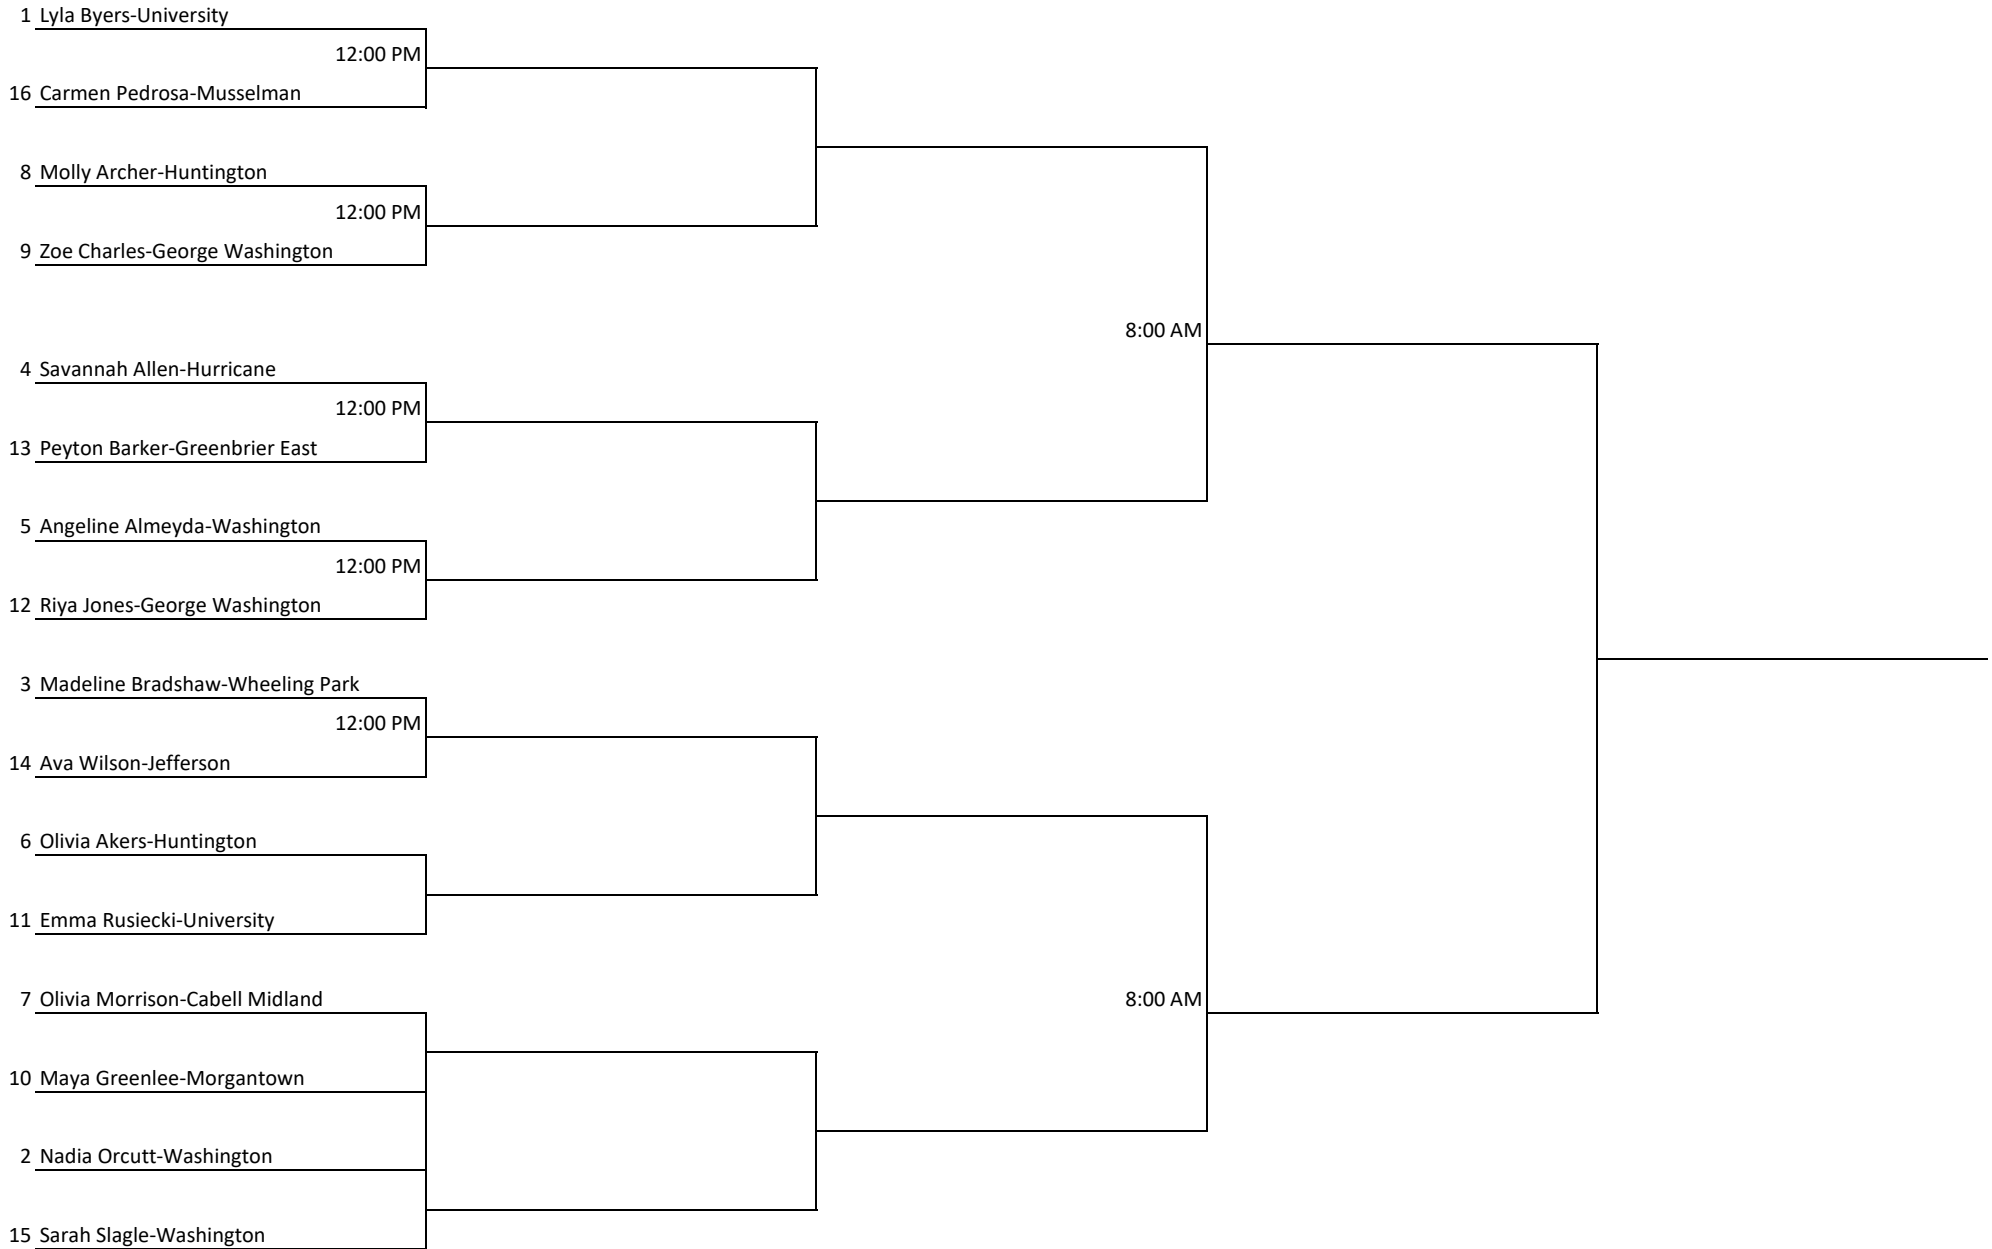 1 Lyla Byers-University
12:00 PM
16 Carmen Pedrosa-Musselman
8 Molly Archer-Huntington
12:00 PM
9 Zoe Charles-George Washington
8:00 AM
4 Savannah Allen-Hurricane
12:00 PM
13 Peyton Barker-Greenbrier East
5 Angeline Almeyda-Washington
12:00 PM
12 Riya Jones-George Washington
3 Madeline Bradshaw-Wheeling Park
12:00 PM
14 Ava Wilson-Jefferson
6 Olivia Akers-Huntington
11 Emma Rusiecki-University
7 Olivia Morrison-Cabell Midland
8:00 AM
10 Maya Greenlee-Morgantown
2 Nadia Orcutt-Washington
15 Sarah Slagle-Washington